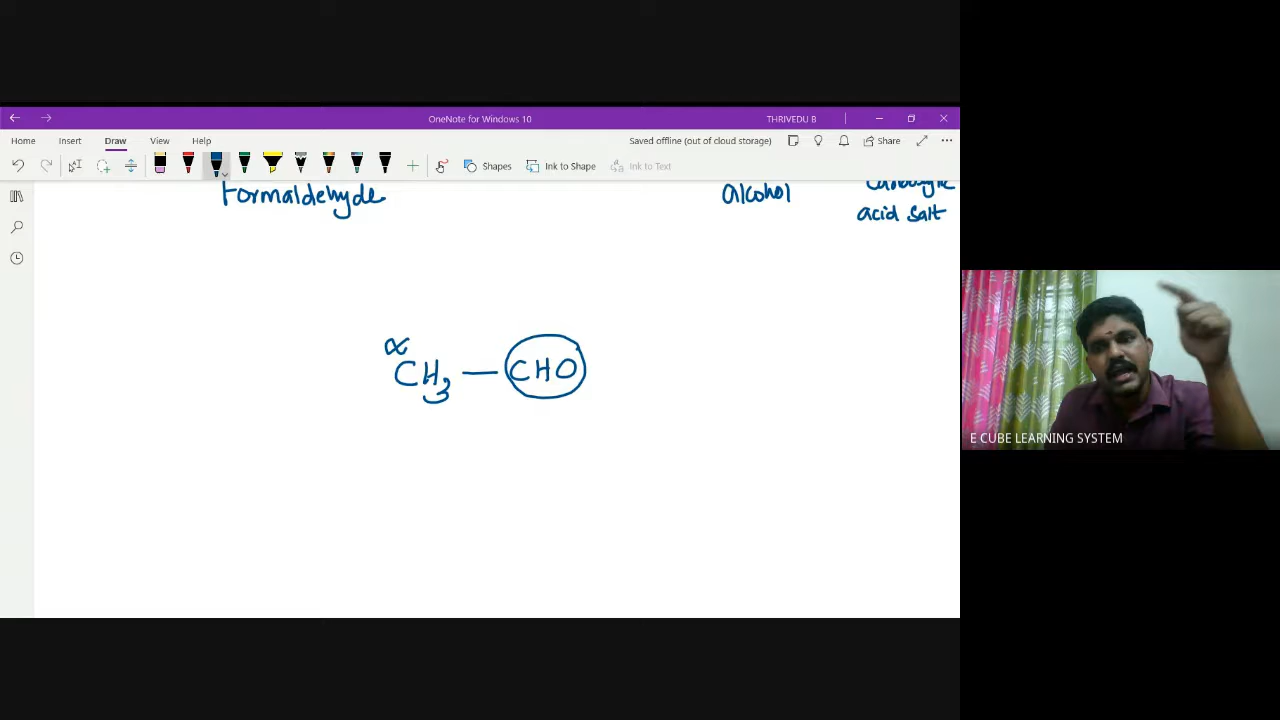 OneNote for Windows 10
THRIVEDU B
Home Insert Draw View Help
Saved offline (out of cloud storage)
Share
Shapes
Ink to Shape
Ink to Text
Formaldehyde
alcohol
acid salt
α
CH3 — CHO
E CUBE LEARNING SYSTEM